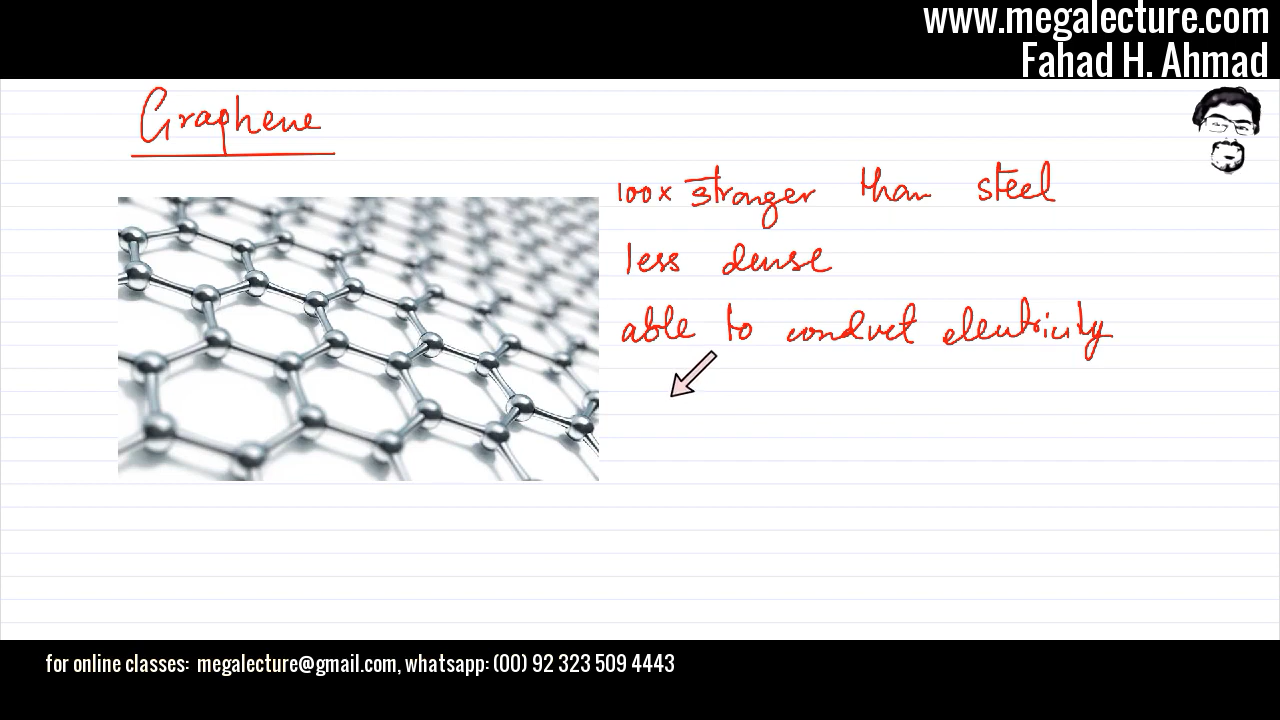 www.megalecture.com
Fahad H. Ahmad
Graphene
100x stronger than steel
less dense
able to conduct electricity
for online classes: megalecture@gmail.com, whatsapp: (00) 92 323 509 4443